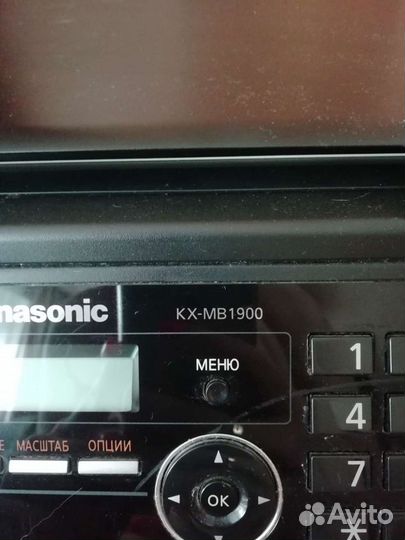 nasonic
KX-MB1900
МЕНЮ
1
4
Е МАСШТАБ ОПЦИИ
7
OK
*
Avito